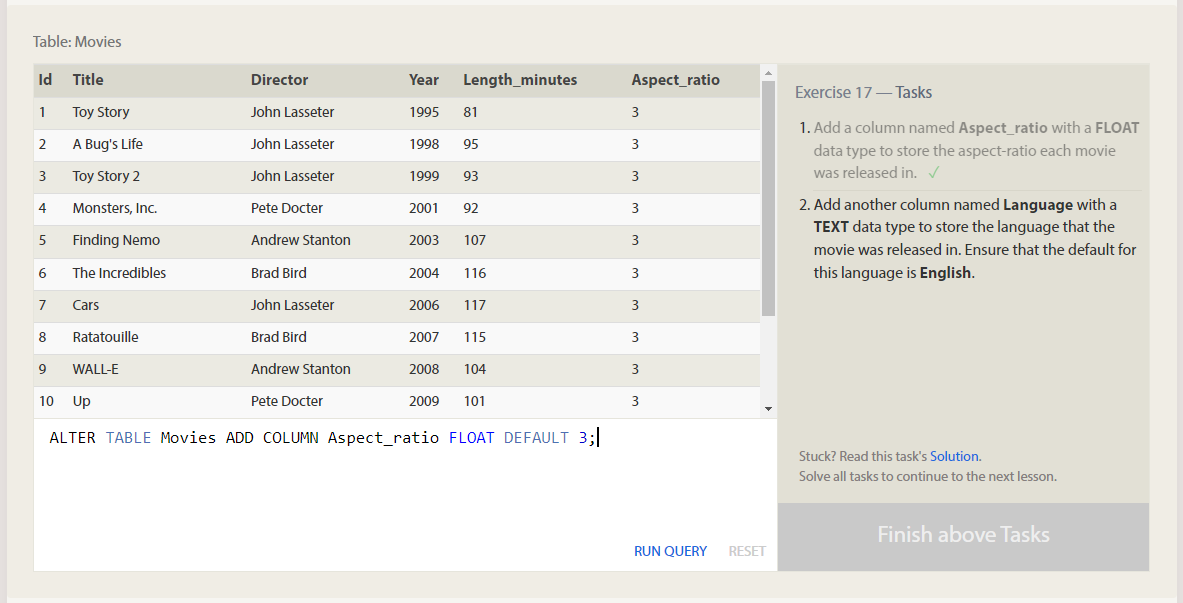 Table: Movies
Id Title Director Year Length_minutes Aspect_ratio
1 Toy Story John Lasseter 1995 81 3
2 A Bug's Life John Lasseter 1998 95 3
3 Toy Story 2 John Lasseter 1999 93 3
4 Monsters, Inc. Pete Docter 2001 92 3
5 Finding Nemo Andrew Stanton 2003 107 3
6 The Incredibles Brad Bird 2004 116 3
7 Cars John Lasseter 2006 117 3
8 Ratatouille Brad Bird 2007 115 3
9 WALL-E Andrew Stanton 2008 104 3
10 Up Pete Docter 2009 101 3
ALTER TABLE Movies ADD COLUMN Aspect_ratio FLOAT DEFAULT 3;
RUN QUERY RESET
Exercise 17 — Tasks
1. Add a column named Aspect_ratio with a FLOAT
data type to store the aspect-ratio each movie
was released in. ✓
2. Add another column named Language with a
TEXT data type to store the language that the
movie was released in. Ensure that the default for
this language is English.
Stuck? Read this task's Solution.
Solve all tasks to continue to the next lesson.
Finish above Tasks